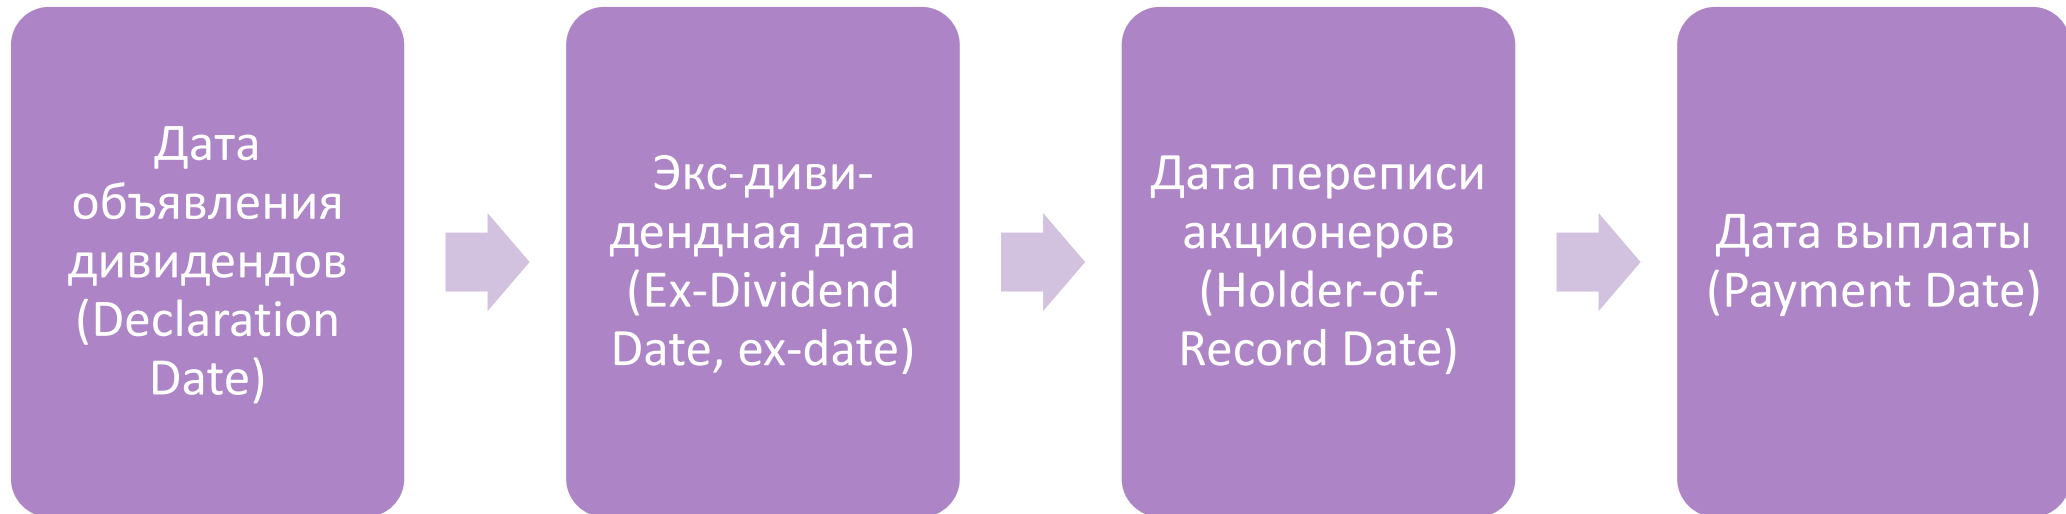 Дата
объявления
дивидендов
(Declaration
Date)
Экс-диви-
дендная дата
(Ex-Dividend
Date, ex-date)
Дата переписи
акционеров
(Holder-of-
Record Date)
Дата выплаты
(Payment Date)